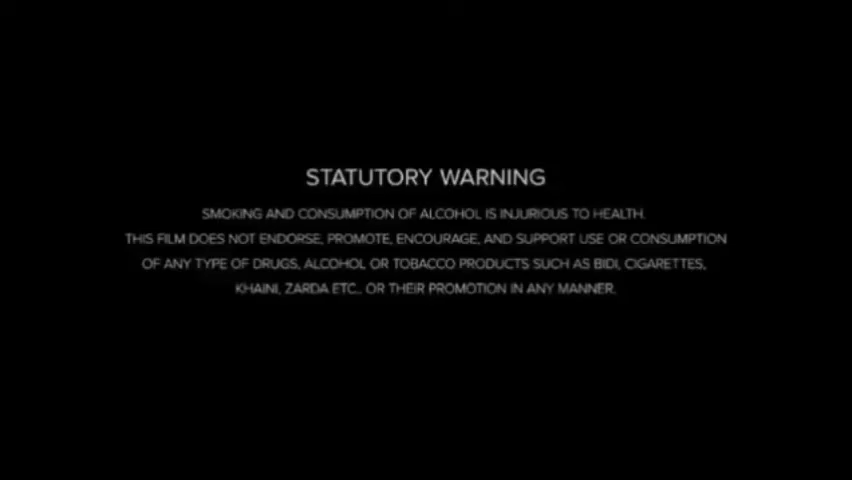 STATUTORY WARNING
SMOKING AND CONSUMPTION OF ALCOHOL IS INJURIOUS TO HEALTH.
THIS FILM DOES NOT ENDORSE, PROMOTE, ENCOURAGE, AND SUPPORT USE OR CONSUMPTION
OF ANY TYPE OF DRUGS, ALCOHOL OR TOBACCO PRODUCTS SUCH AS BIDI, CIGARETTES,
KHAINI, ZARDA ETC.. OR THEIR PROMOTION IN ANY MANNER.